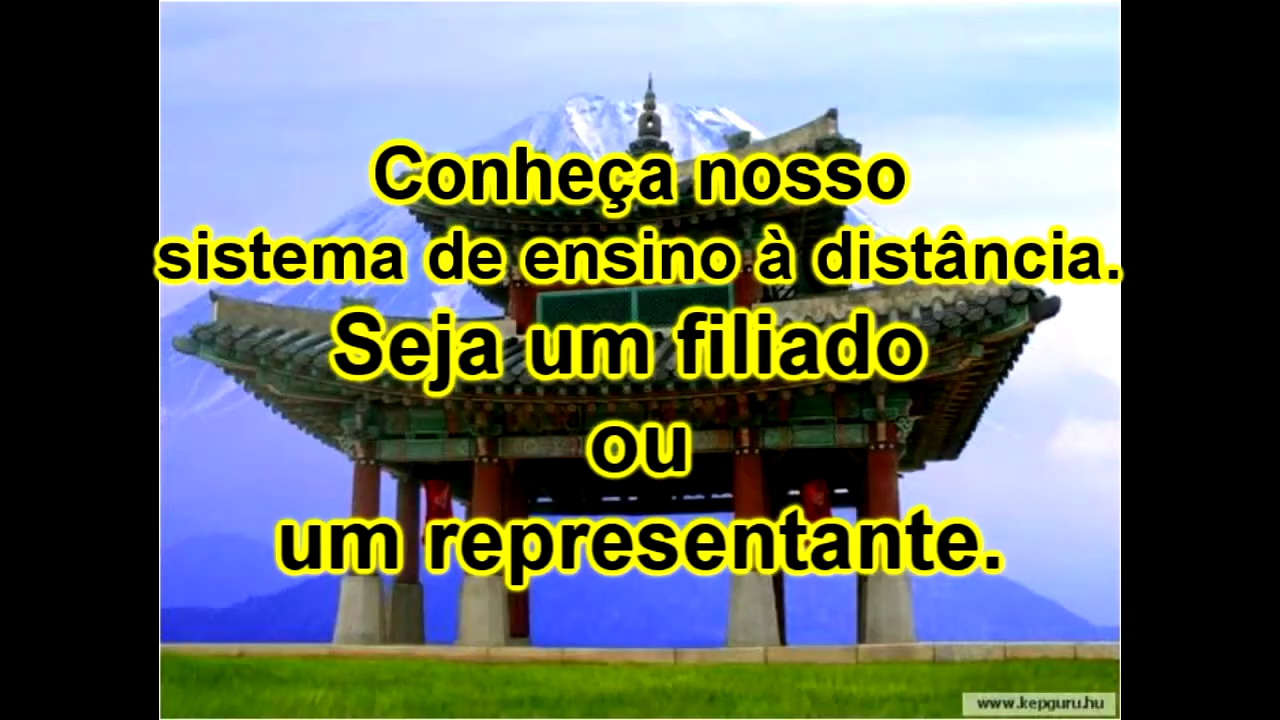 Conheça nosso
sistema de ensino à distância.
Seja um filiado
ou
um representante.
www.kepguru.hu